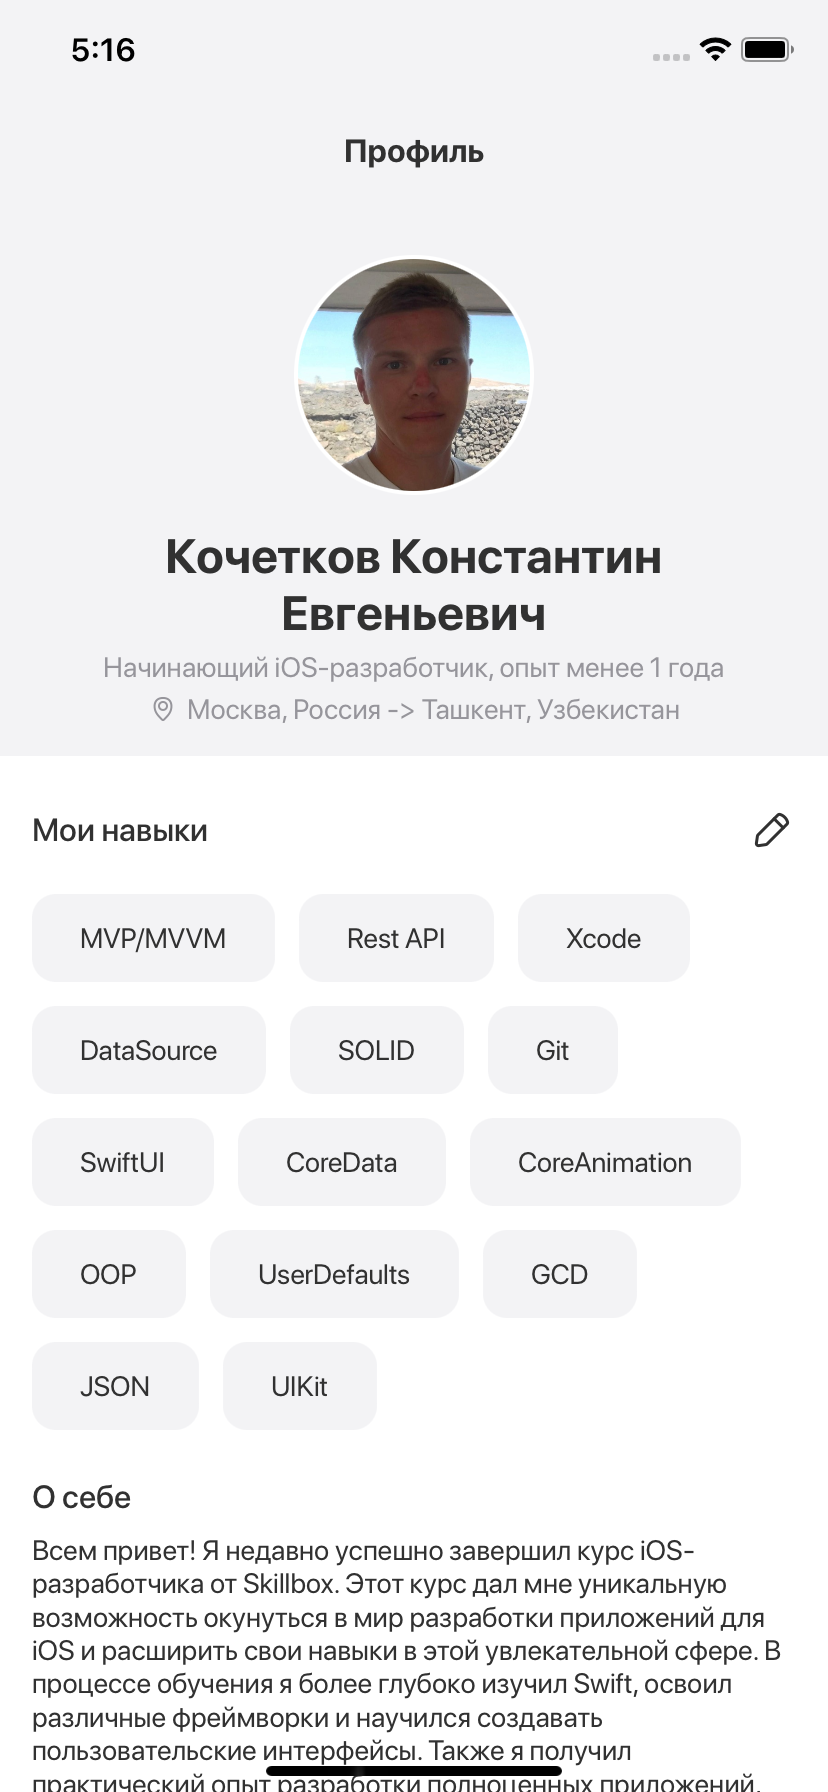 5:16
Профиль
Кочетков Константин
Евгеньевич
Начинающий iOS-разработчик, опыт менее 1 года
Москва, Россия -> Ташкент, Узбекистан
Мои навыки
MVP/MVVM
Rest API
Xcode
DataSource
SOLID
Git
SwiftUI
CoreData
CoreAnimation
OOP
UserDefaults
GCD
JSON
UIKit
О себе
Всем привет! Я недавно успешно завершил курс iOS-
разработчика от Skillbox. Этот курс дал мне уникальную
возможность окунуться в мир разработки приложений для
iOS и расширить свои навыки в этой увлекательной сфере. В
процессе обучения я более глубоко изучил Swift, освоил
различные фреймворки и научился создавать
пользовательские интерфейсы. Также я получил
практический опыт разработки полноценных приложений,